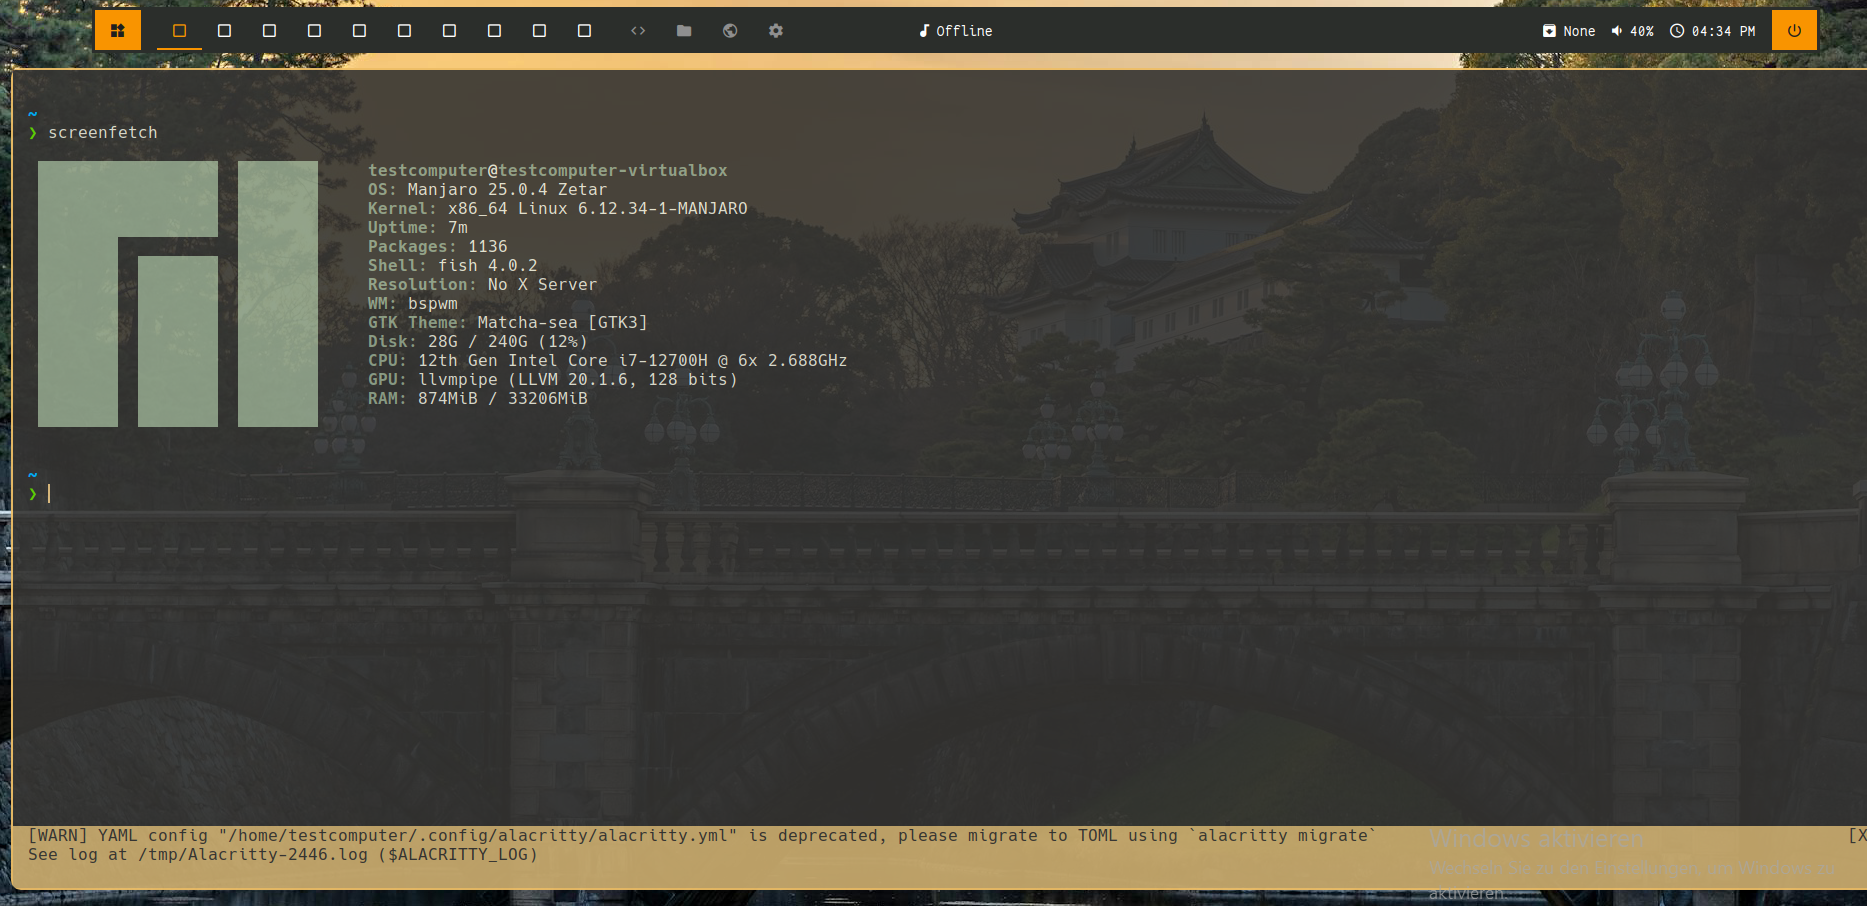 Offline
None
40%
04:34 PM
~
❯ screenfetch
testcomputer@testcomputer-virtualbox
OS: Manjaro 25.0.4 Zetar
Kernel: x86_64 Linux 6.12.34-1-MANJARO
Uptime: 7m
Packages: 1136
Shell: fish 4.0.2
Resolution: No X Server
WM: bspwm
GTK Theme: Matcha-sea [GTK3]
Disk: 28G / 240G (12%)
CPU: 12th Gen Intel Core i7-12700H @ 6x 2.688GHz
GPU: llvmpipe (LLVM 20.1.6, 128 bits)
RAM: 874MiB / 33206MiB
~
❯
[WARN] YAML config "/home/testcomputer/.config/alacritty/alacritty.yml" is deprecated, please migrate to TOML using `alacritty migrate` [X
See log at /tmp/Alacritty-2446.log ($ALACRITTY_LOG)
Windows aktivieren
Wechseln Sie zu den Einstellungen, um Windows zu
aktivieren.